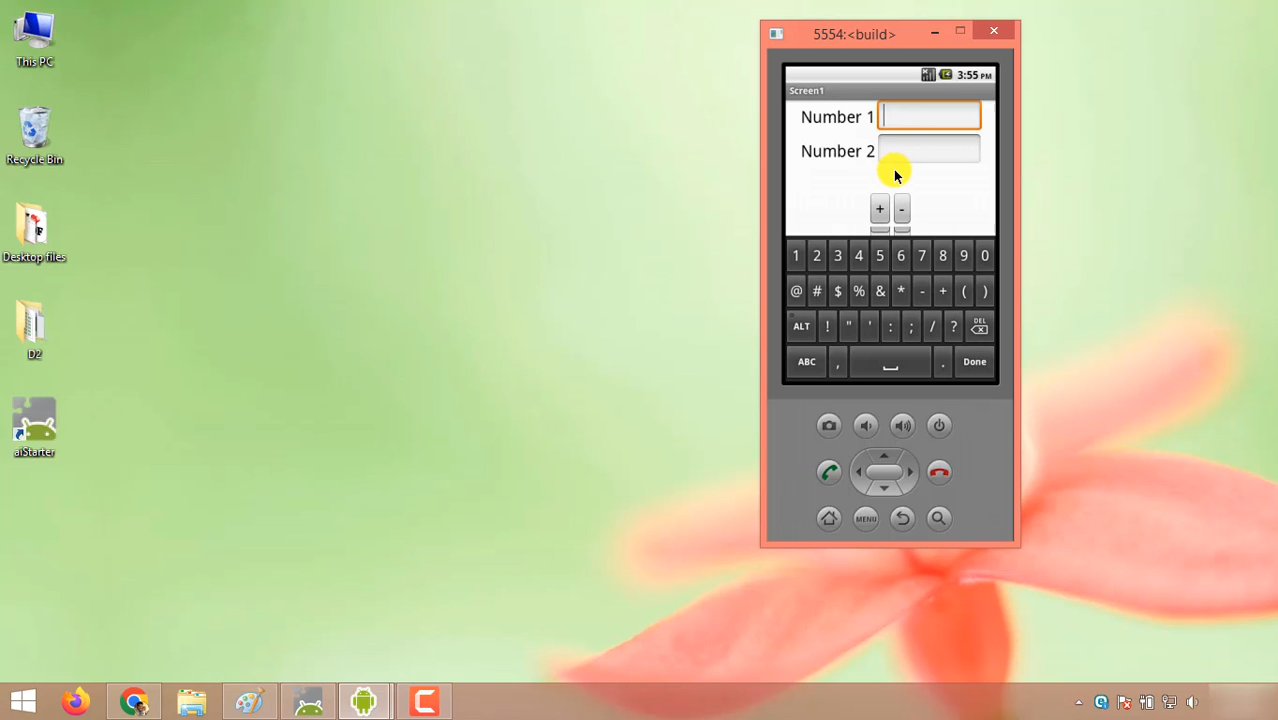 This PC
Recycle Bin
Desktop files
D2
aiStarter
5554:<build>
3:55 PM
Screen1
Number 1
Number 2
+ -
1 2 3 4 5 6 7 8 9 0
@ # $ % & * - + ( )
ALT ! " ' : ; / ? DEL
ABC , . Done
MENU